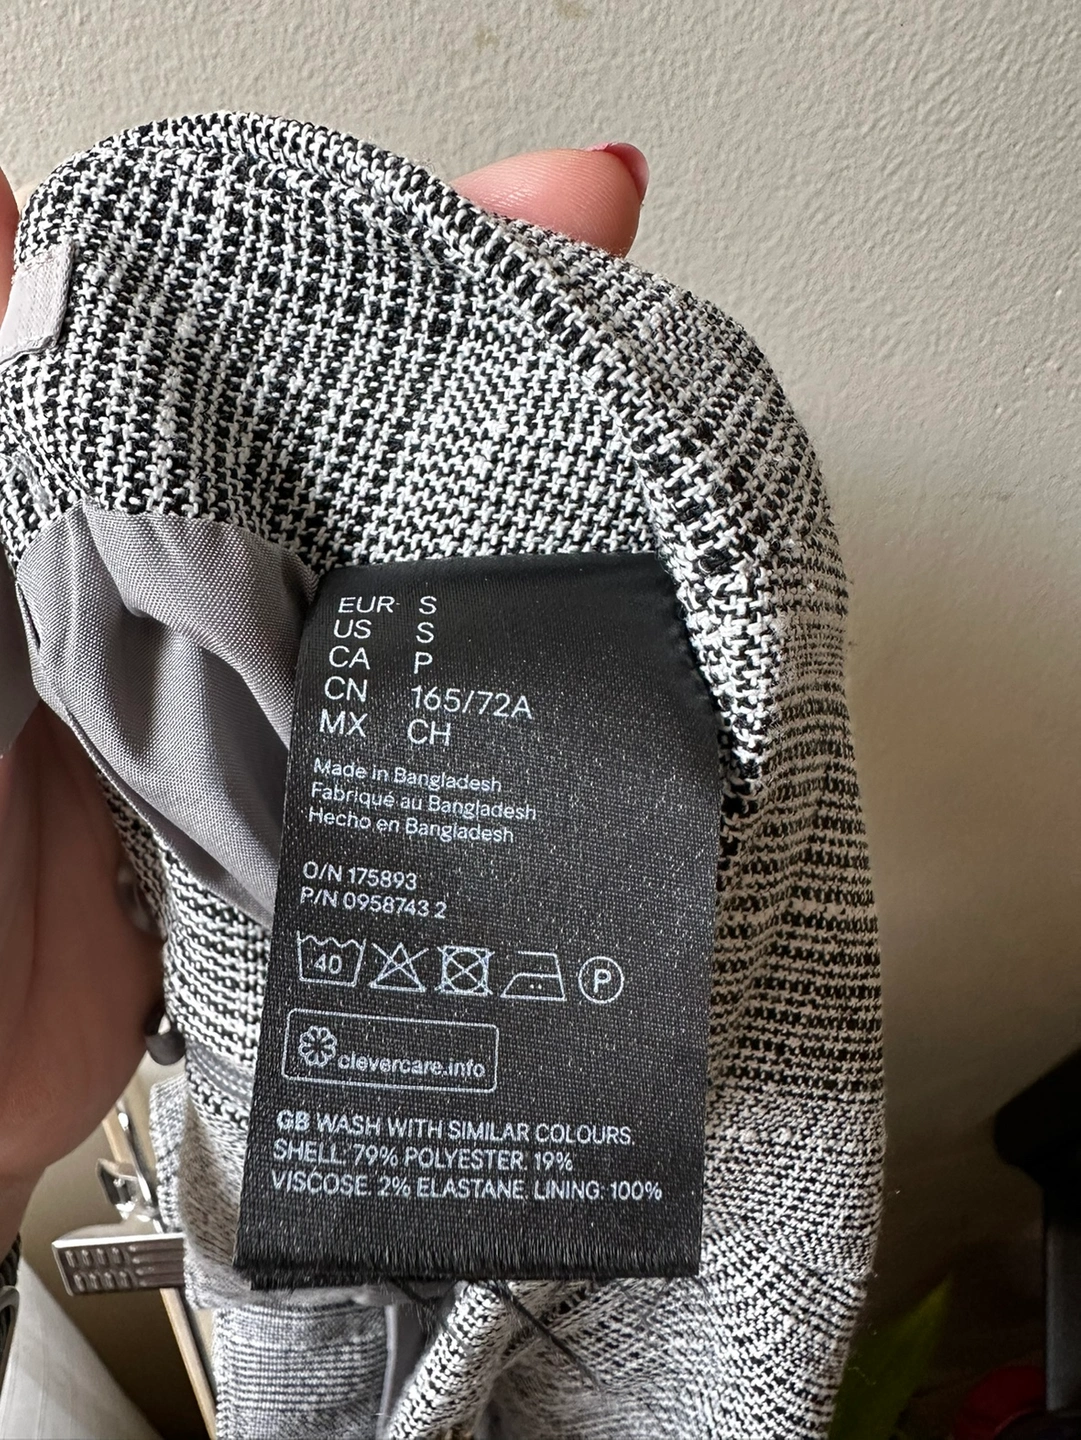 EUR S
US S
CA P
CN 165/72A
MX CH
Made in Bangladesh
Fabriqué au Bangladesh
Hecho en Bangladesh
O/N 175893
P/N 0958743 2
40 P
clevercare.info
GB WASH WITH SIMILAR COLOURS.
SHELL: 79% POLYESTER. 19%
VISCOSE. 2% ELASTANE. LINING: 100%